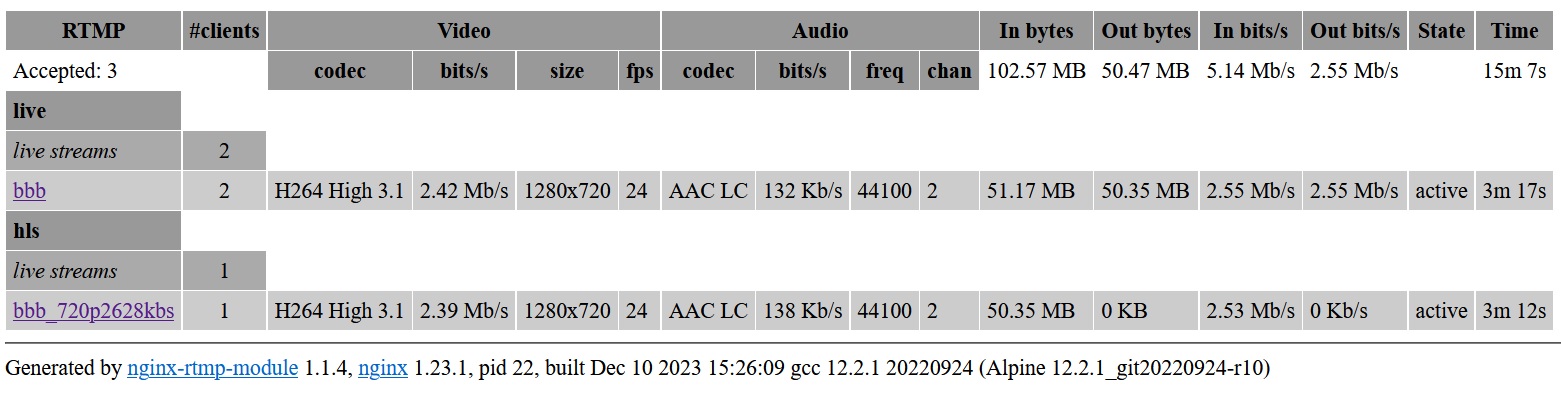 RTMP #clients Video Audio In bytes Out bytes In bits/s Out bits/s State Time
Accepted: 3 codec bits/s size fps codec bits/s freq chan 102.57 MB 50.47 MB 5.14 Mb/s 2.55 Mb/s 15m 7s
live
live streams 2
bbb 2 H264 High 3.1 2.42 Mb/s 1280x720 24 AAC LC 132 Kb/s 44100 2 51.17 MB 50.35 MB 2.55 Mb/s 2.55 Mb/s active 3m 17s
hls
live streams 1
bbb_720p2628kbs 1 H264 High 3.1 2.39 Mb/s 1280x720 24 AAC LC 138 Kb/s 44100 2 50.35 MB 0 KB 2.53 Mb/s 0 Kb/s active 3m 12s
Generated by nginx-rtmp-module 1.1.4, nginx 1.23.1, pid 22, built Dec 10 2023 15:26:09 gcc 12.2.1 20220924 (Alpine 12.2.1_git20220924-r10)